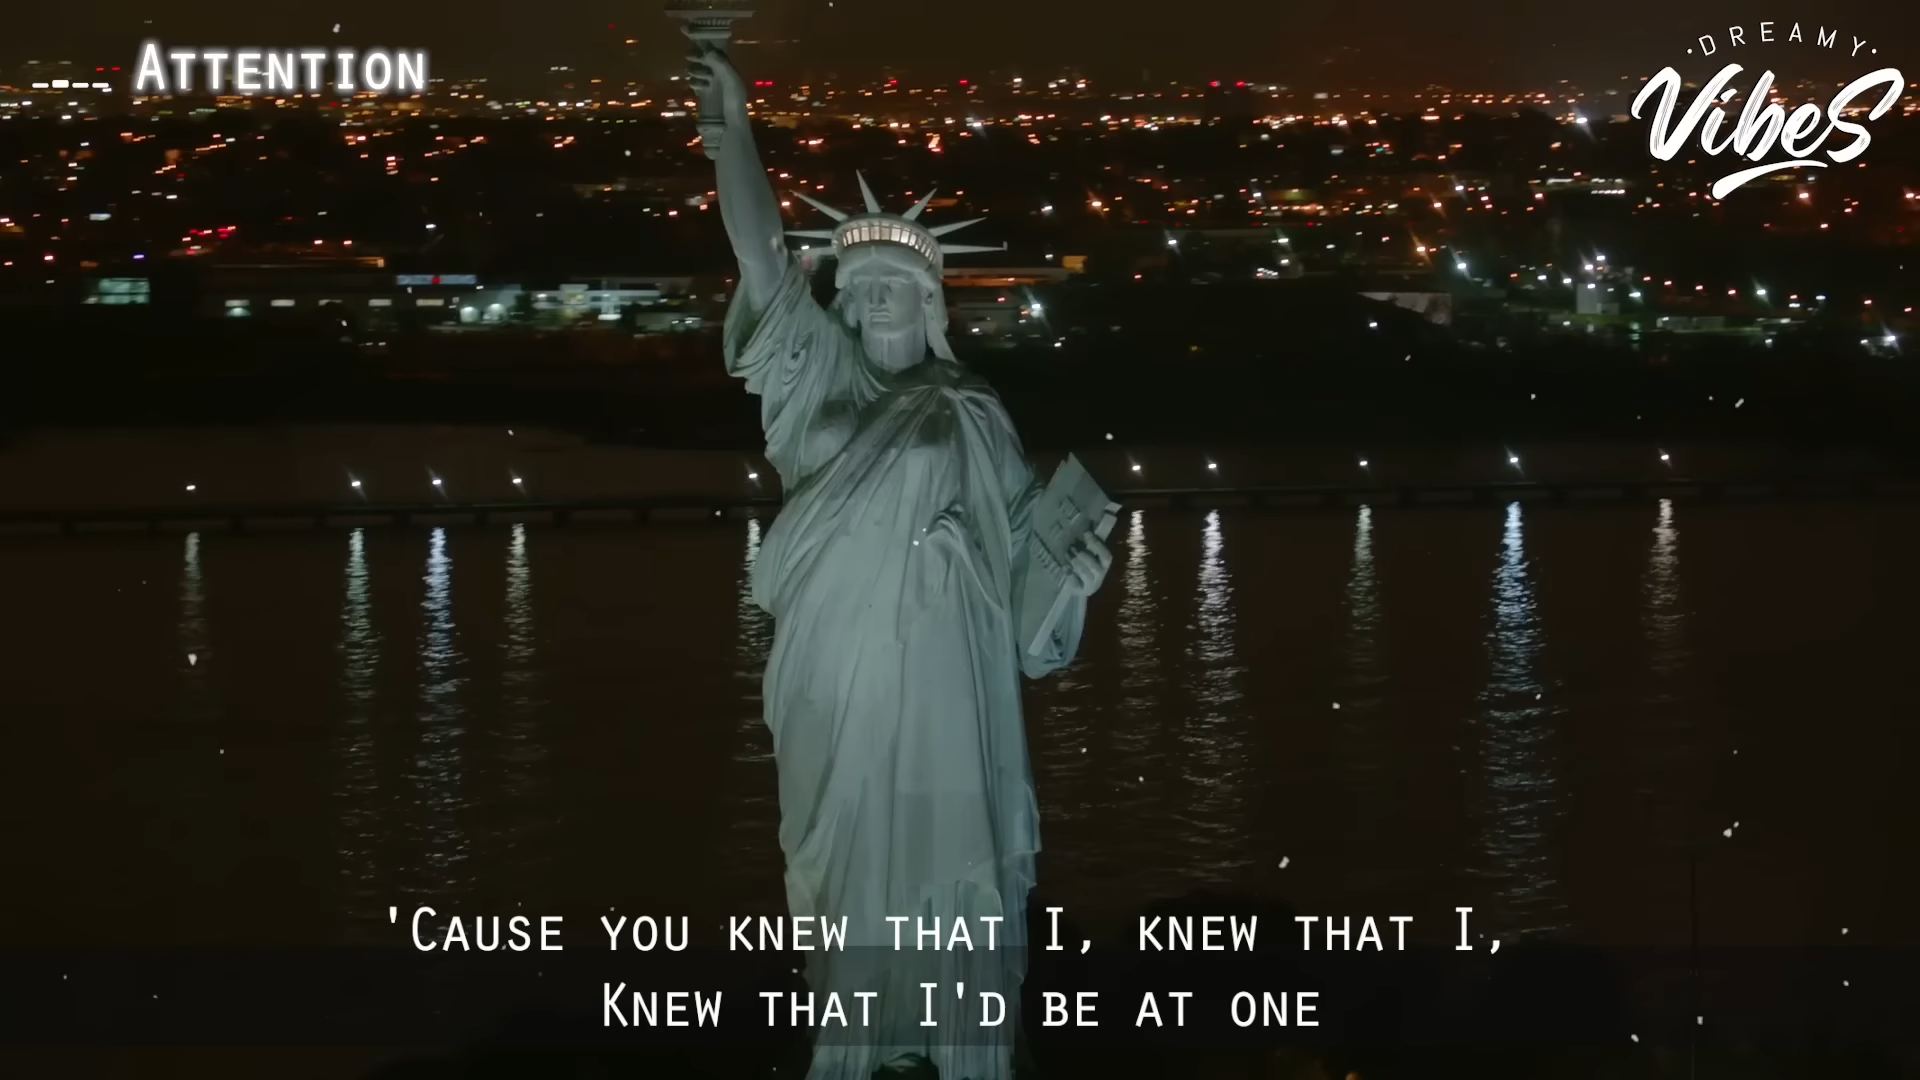 Attention
DREAMY
Vibes
'Cause you knew that I, knew that I,
Knew that I'd be at one